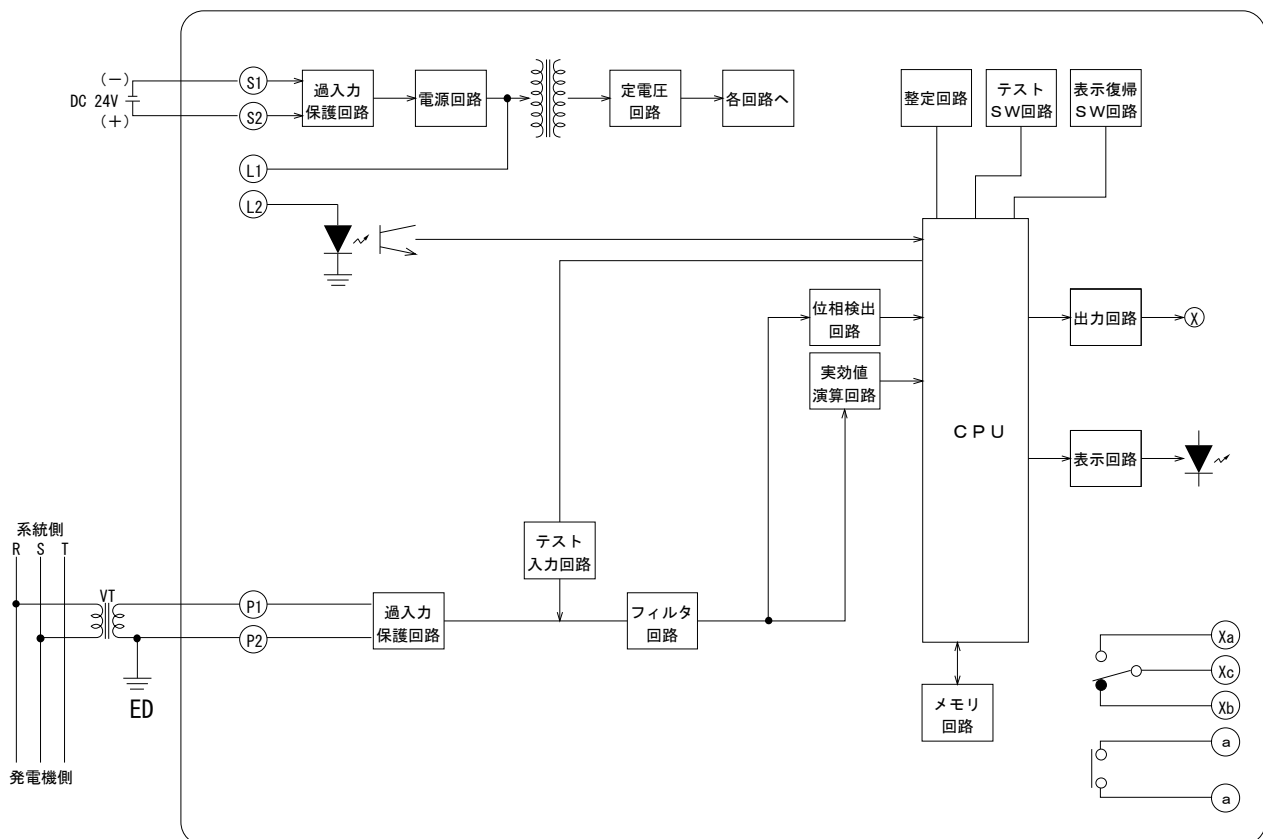 (－)
DC 24V
(＋)
S1
S2
過入力
保護回路
電源回路
定電圧
回路
各回路へ
整定回路
テスト
ＳＷ回路
表示復帰
ＳＷ回路
L1
L2
位相検出
回路
実効値
演算回路
ＣＰＵ
出力回路
X
表示回路
テスト
入力回路
系統側
R S T
VT
P1
P2
ED
発電機側
過入力
保護回路
フィルタ
回路
メモリ
回路
Xa
Xc
Xb
a
a